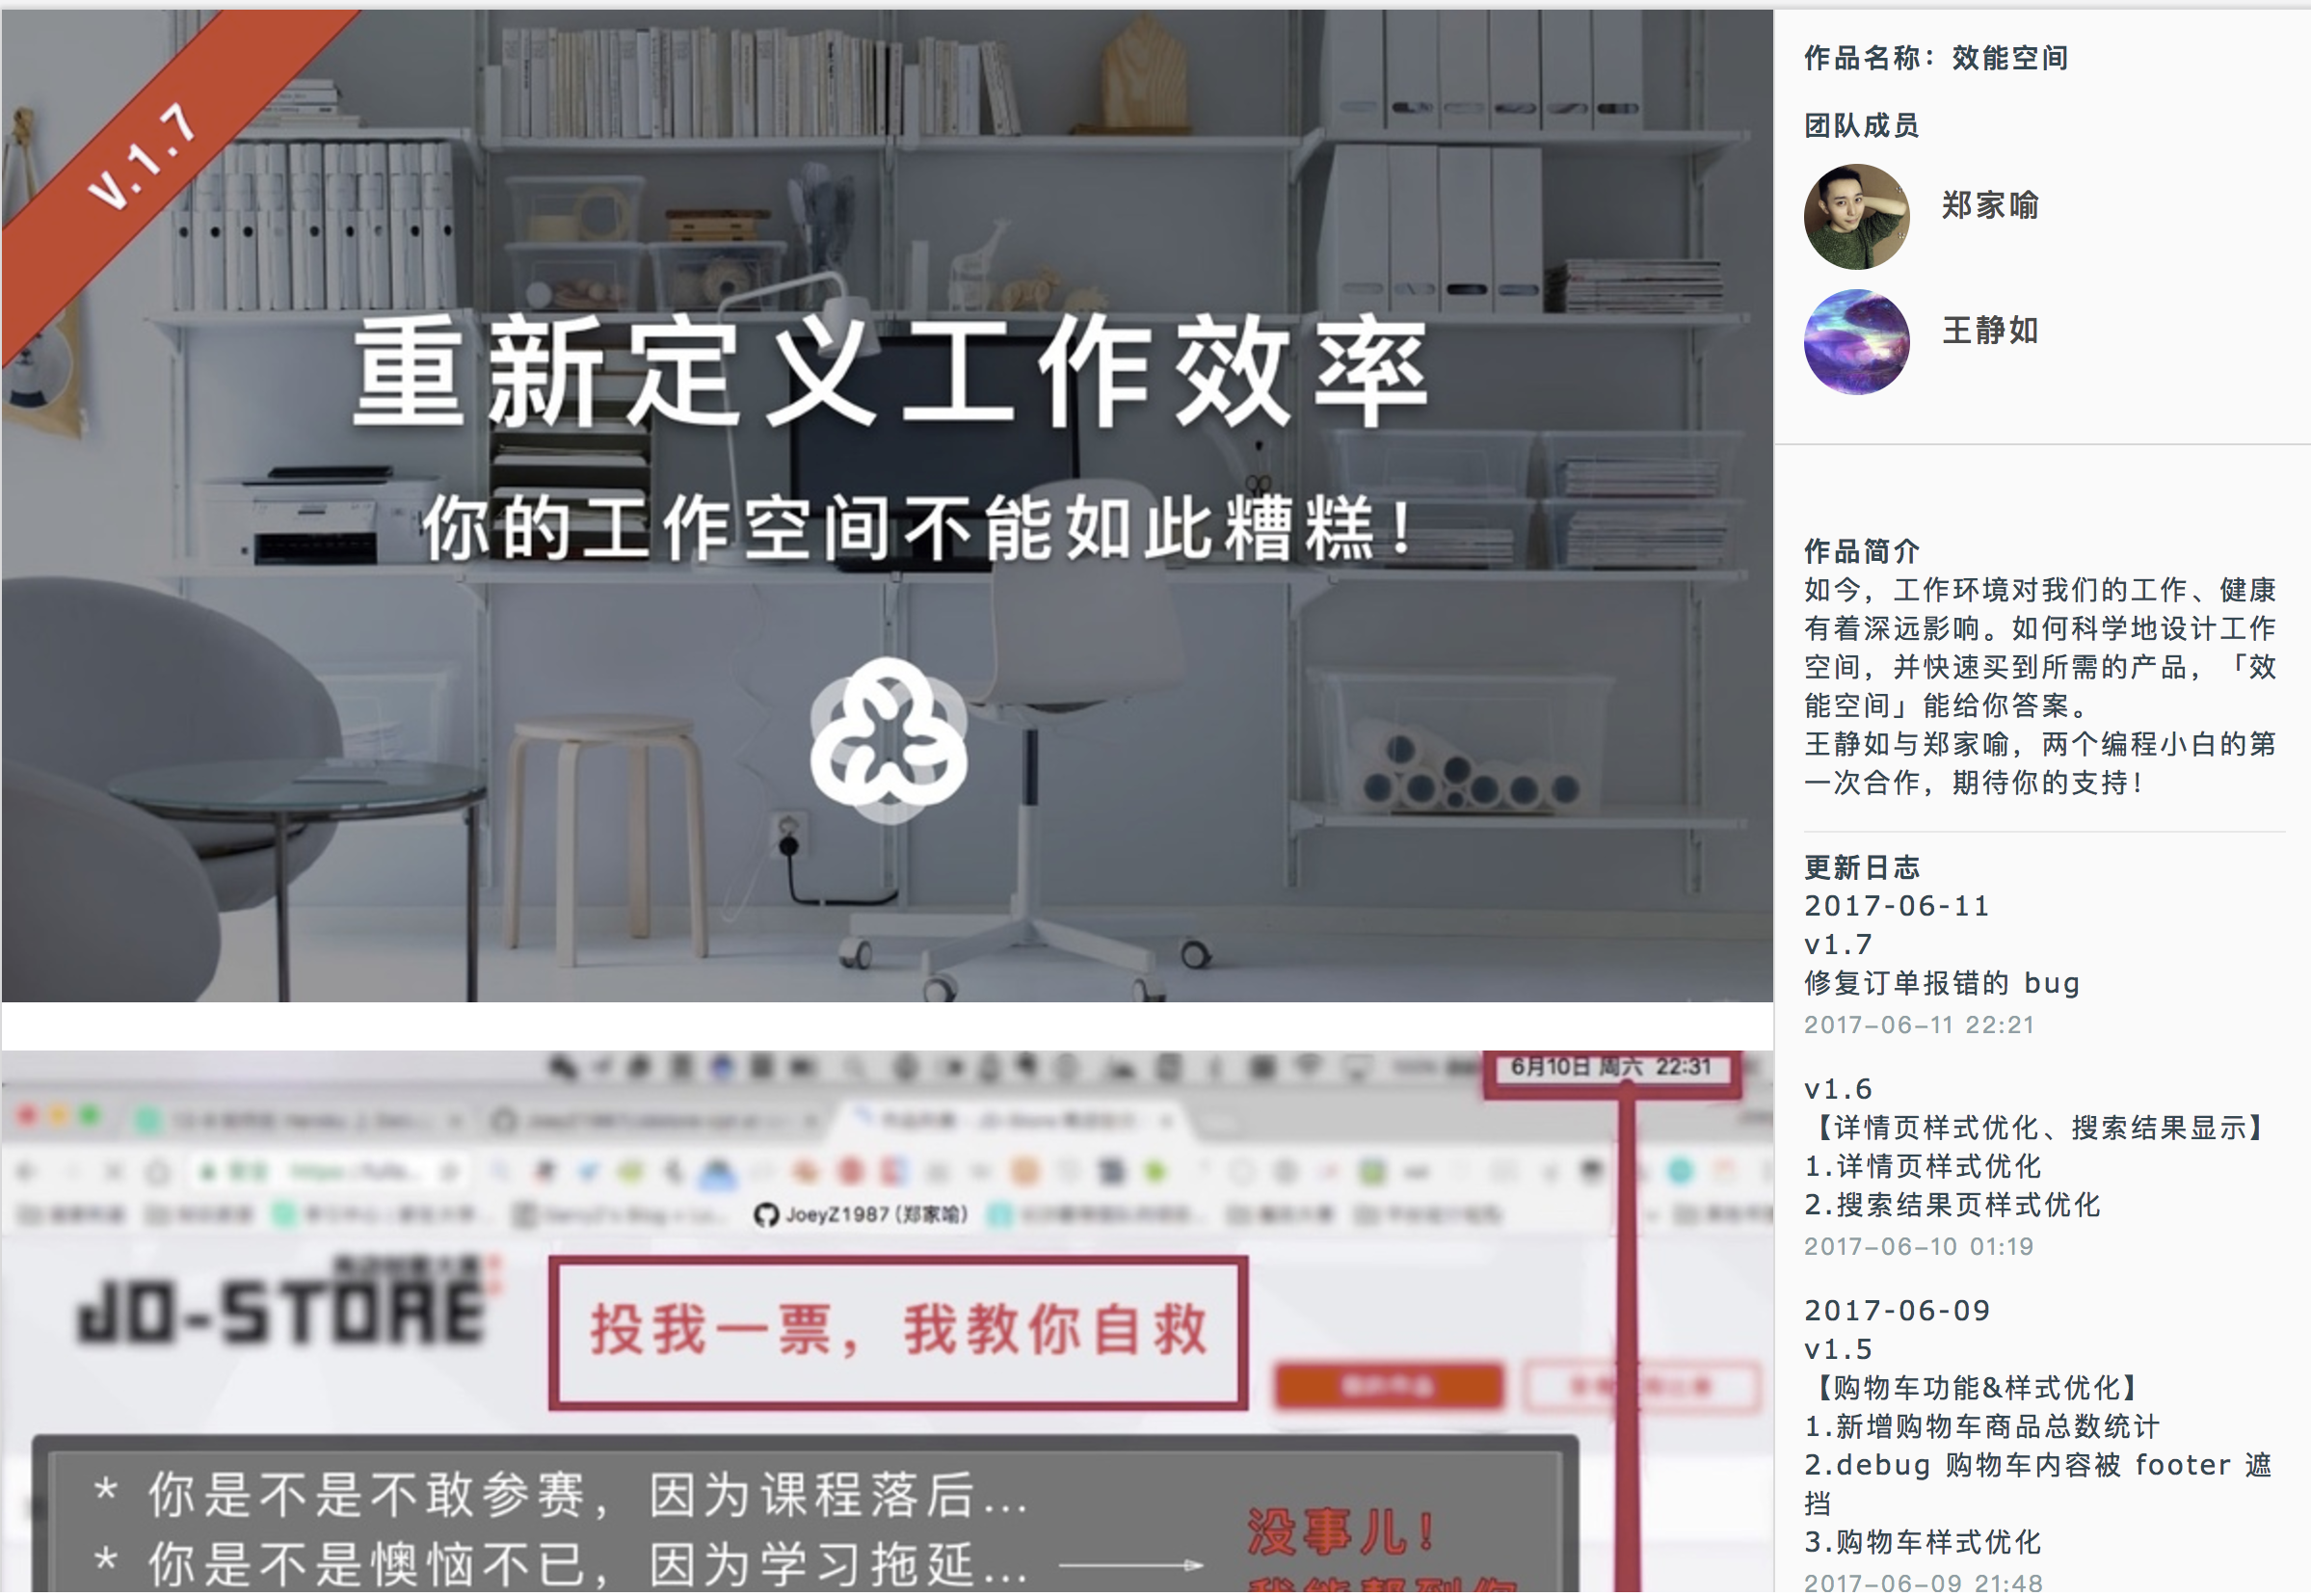 V.1.7
重新定义工作效率
你的工作空间不能如此糟糕！
6月10日 周六 22:31
JoeyZ1987 (郑家喻)
JD-STORE
投我一票，我教你自救
* 你是不是不敢参赛，因为课程落后...
* 你是不是懊恼不已，因为学习拖延...
没事儿！
作品名称：效能空间
团队成员
郑家喻
王静如
作品简介
如今，工作环境对我们的工作、健康
有着深远影响。如何科学地设计工作
空间，并快速买到所需的产品，「效
能空间」能给你答案。
王静如与郑家喻，两个编程小白的第
一次合作，期待你的支持！
更新日志
2017-06-11
v1.7
修复订单报错的 bug
2017-06-11 22:21
v1.6
【详情页样式优化、搜索结果显示】
1.详情页样式优化
2.搜索结果页样式优化
2017-06-10 01:19
2017-06-09
v1.5
【购物车功能&样式优化】
1.新增购物车商品总数统计
2.debug 购物车内容被 footer 遮
挡
3.购物车样式优化
2017-06-09 21:48